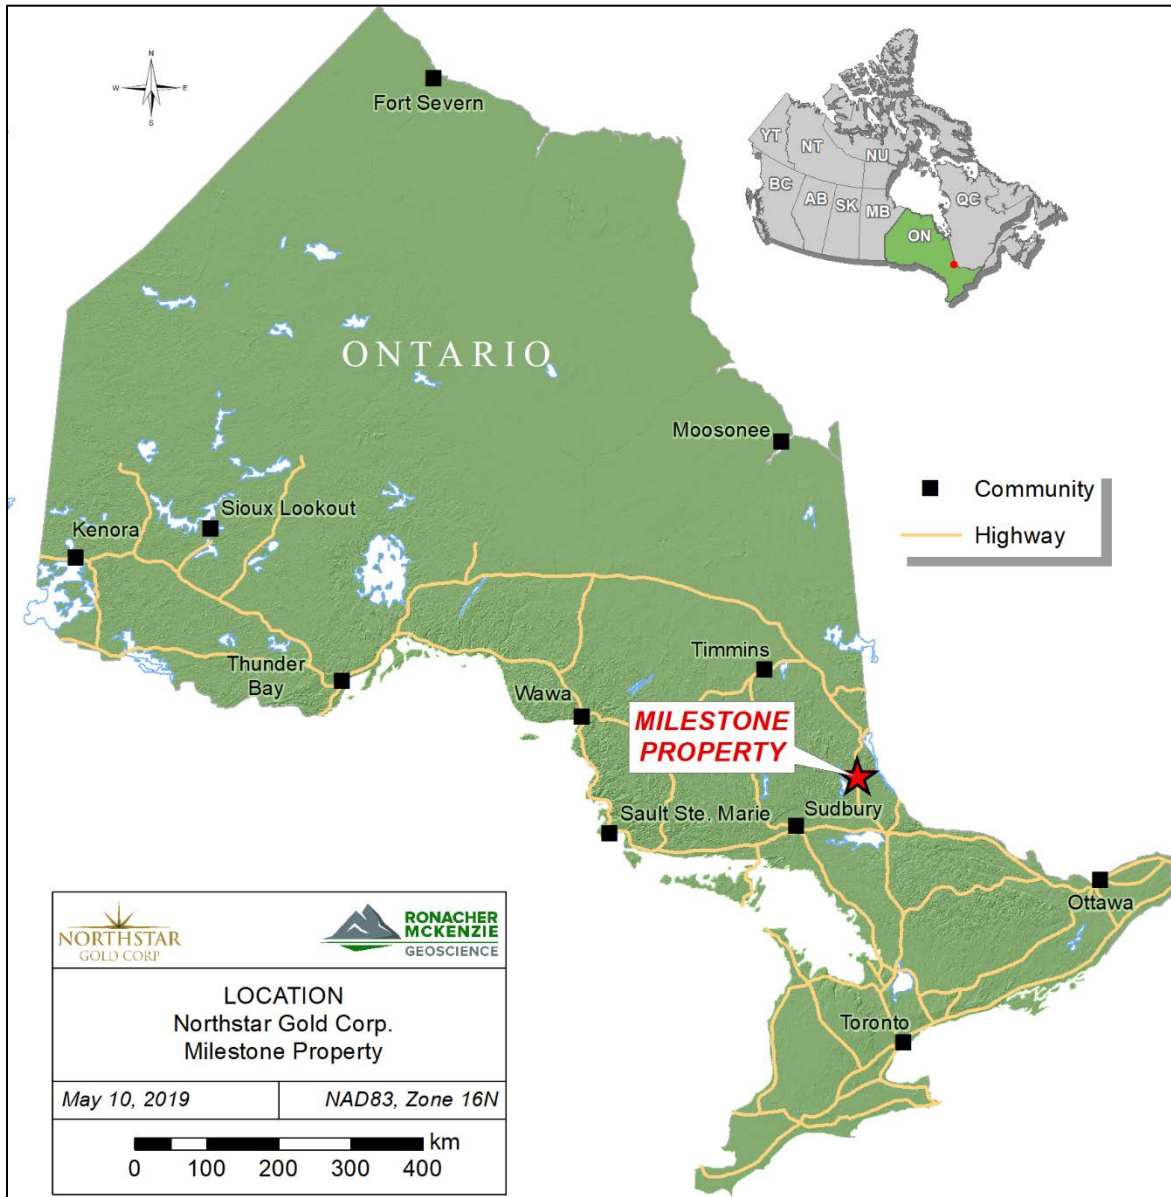 N
W E
S
Fort Severn
YT
NT
NU
BC
AB
SK
MB
QC
ON
ONTARIO
Moosonee
Community
Highway
Sioux Lookout
Kenora
Timmins
Thunder
Bay
Wawa
MILESTONE
PROPERTY
Sault Ste. Marie
Sudbury
Ottawa
Toronto
NORTHSTAR
GOLD CORP
RONACHER
MCKENZIE
GEOSCIENCE
LOCATION
Northstar Gold Corp.
Milestone Property
May 10, 2019
NAD83, Zone 16N
km
0 100 200 300 400